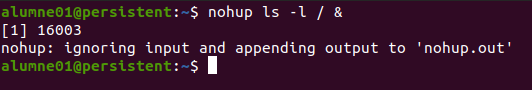 alumne01@persistent:~$ nohup ls -l / &
[1] 16003
nohup: ignoring input and appending output to 'nohup.out'
alumne01@persistent:~$